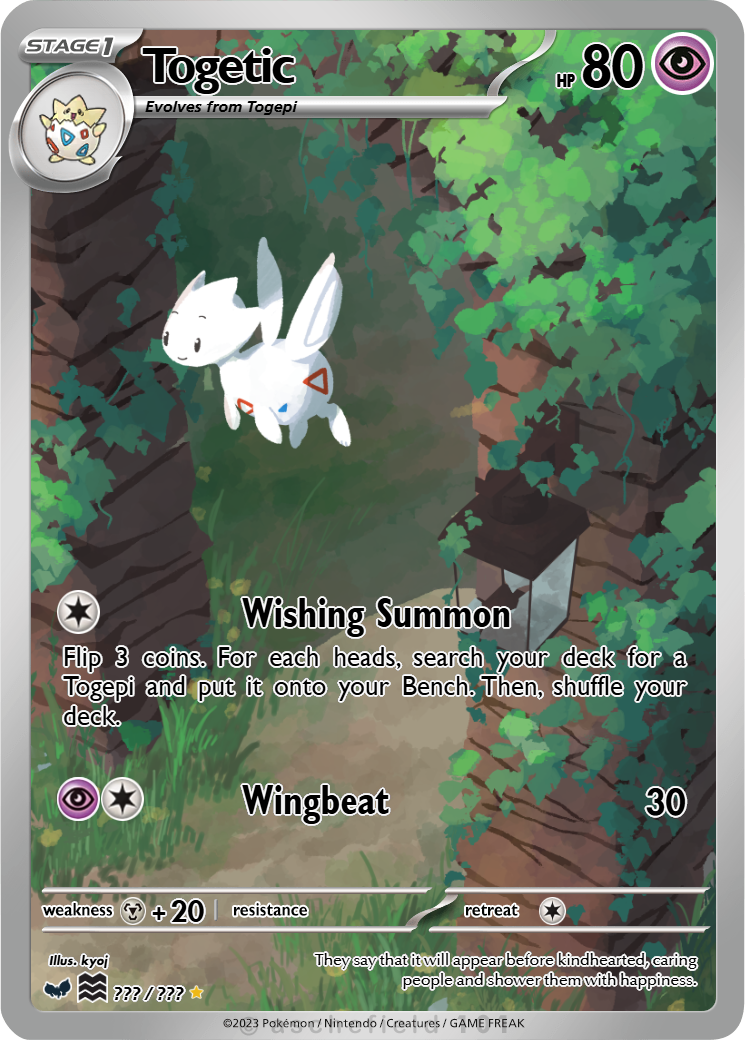 STAGE1
Togetic
HP 80
Evolves from Togepi
Wishing Summon
Flip 3 coins. For each heads, search your deck for a
Togepi and put it onto your Bench. Then, shuffle your
deck.
Wingbeat 30
weakness +20 resistance retreat
Illus. kyoj
They say that it will appear before kindhearted, caring
people and shower them with happiness.
??? / ???
©2023 Pokémon / Nintendo / Creatures / GAME FREAK